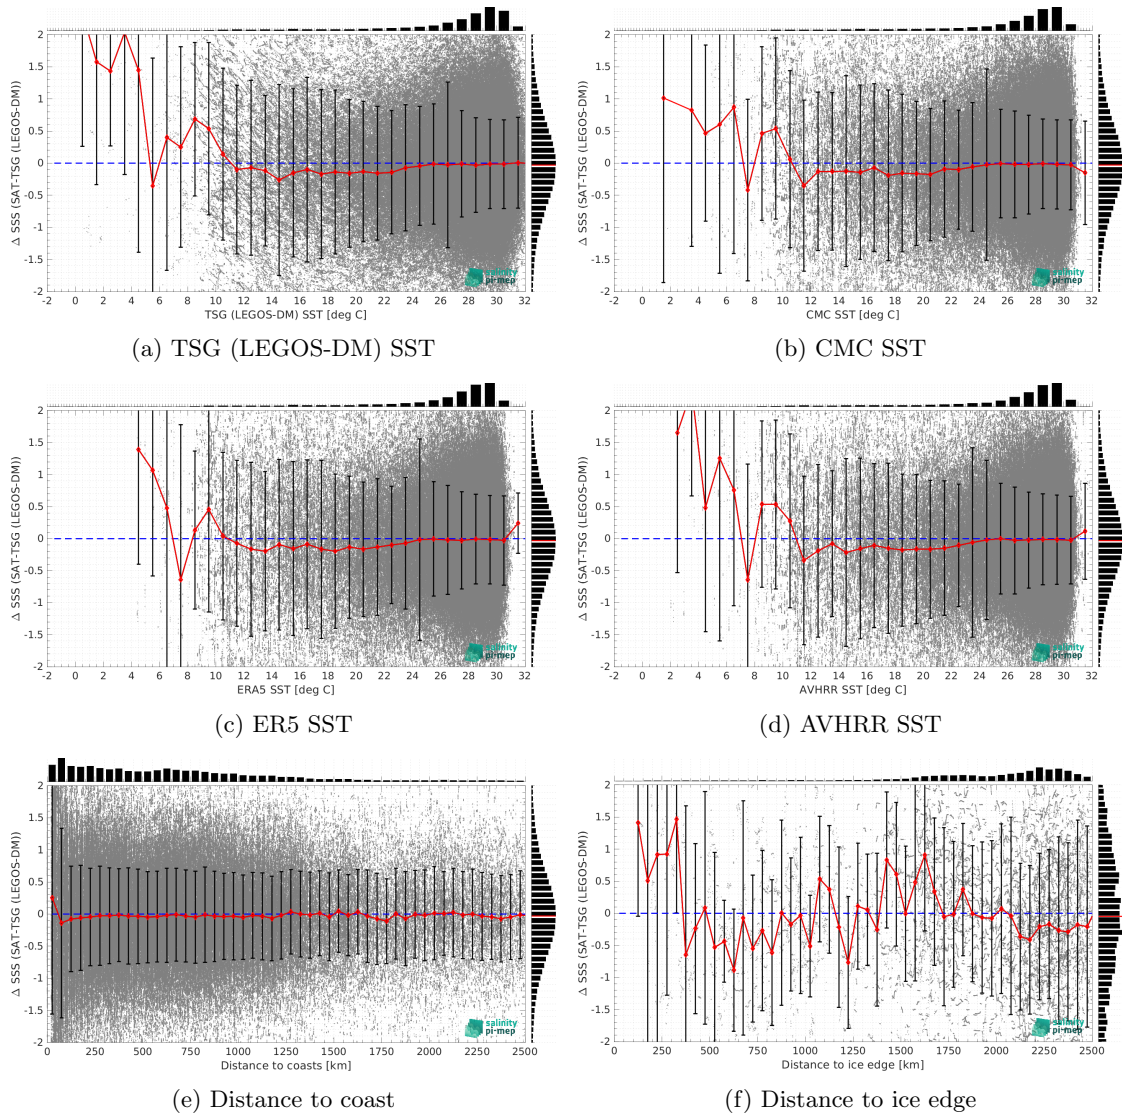 2
1.5
1
0.5
0
-0.5
-1
-1.5
-2
Δ SSS (SAT-TSG (LEGOS-DM))
-2 0 2 4 6 8 10 12 14 16 18 20 22 24 26 28 30 32
TSG (LEGOS-DM) SST [deg C]
salinity
pi-mep
(a) TSG (LEGOS-DM) SST
2
1.5
1
0.5
0
-0.5
-1
-1.5
-2
Δ SSS (SAT-TSG (LEGOS-DM))
-2 0 2 4 6 8 10 12 14 16 18 20 22 24 26 28 30 32
CMC SST [deg C]
salinity
pi-mep
(b) CMC SST
2
1.5
1
0.5
0
-0.5
-1
-1.5
-2
Δ SSS (SAT-TSG (LEGOS-DM))
-2 0 2 4 6 8 10 12 14 16 18 20 22 24 26 28 30 32
ERA5 SST [deg C]
salinity
pi-mep
(c) ER5 SST
2
1.5
1
0.5
0
-0.5
-1
-1.5
-2
Δ SSS (SAT-TSG (LEGOS-DM))
-2 0 2 4 6 8 10 12 14 16 18 20 22 24 26 28 30 32
AVHRR SST [deg C]
salinity
pi-mep
(d) AVHRR SST
2
1.5
1
0.5
0
-0.5
-1
-1.5
-2
Δ SSS (SAT-TSG (LEGOS-DM))
0 250 500 750 1000 1250 1500 1750 2000 2250 2500
Distance to coasts [km]
salinity
pi-mep
(e) Distance to coast
2
1.5
1
0.5
0
-0.5
-1
-1.5
-2
Δ SSS (SAT-TSG (LEGOS-DM))
0 250 500 750 1000 1250 1500 1750 2000 2250 2500
Distance to ice edge [km]
salinity
pi-mep
(f) Distance to ice edge